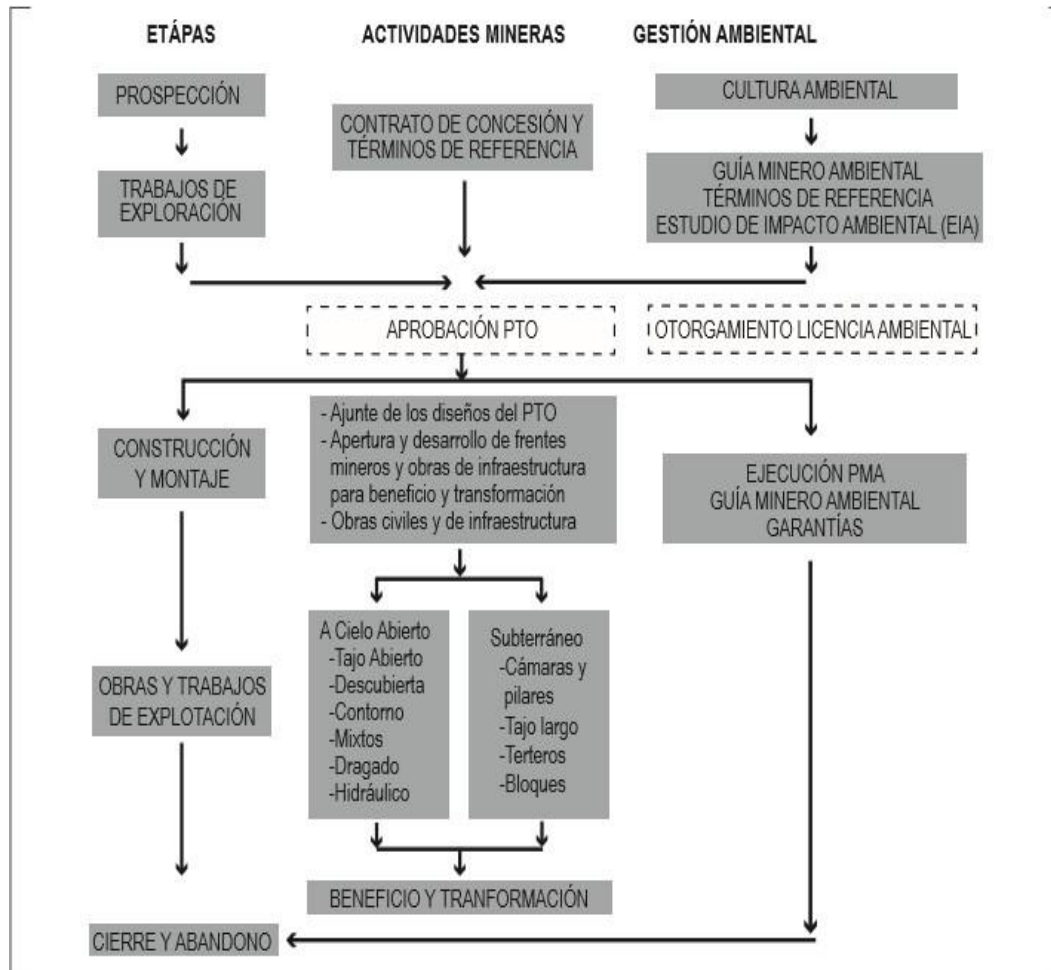 ETÁPAS
ACTIVIDADES MINERAS
GESTIÓN AMBIENTAL
PROSPECCIÓN
CONTRATO DE CONCESIÓN Y
TÉRMINOS DE REFERENCIA
CULTURA AMBIENTAL
TRABAJOS DE
EXPLORACIÓN
GUÍA MINERO AMBIENTAL
TÉRMINOS DE REFERENCIA
ESTUDIO DE IMPACTO AMBIENTAL (EIA)
APROBACIÓN PTO
OTORGAMIENTO LICENCIA AMBIENTAL
CONSTRUCCIÓN
Y MONTAJE
- Ajunte de los diseños del PTO
- Apertura y desarrollo de frentes
mineros y obras de infraestructura
para beneficio y transformación
- Obras civiles y de infraestructura
EJECUCIÓN PMA
GUÍA MINERO AMBIENTAL
GARANTÍAS
OBRAS Y TRABAJOS
DE EXPLOTACIÓN
A Cielo Abierto
-Tajo Abierto
-Descubierta
-Contorno
-Mixtos
-Dragado
-Hidráulico
Subterráneo
-Cámaras y
pilares
-Tajo largo
-Terteros
-Bloques
BENEFICIO Y TRANFORMACIÓN
CIERRE Y ABANDONO